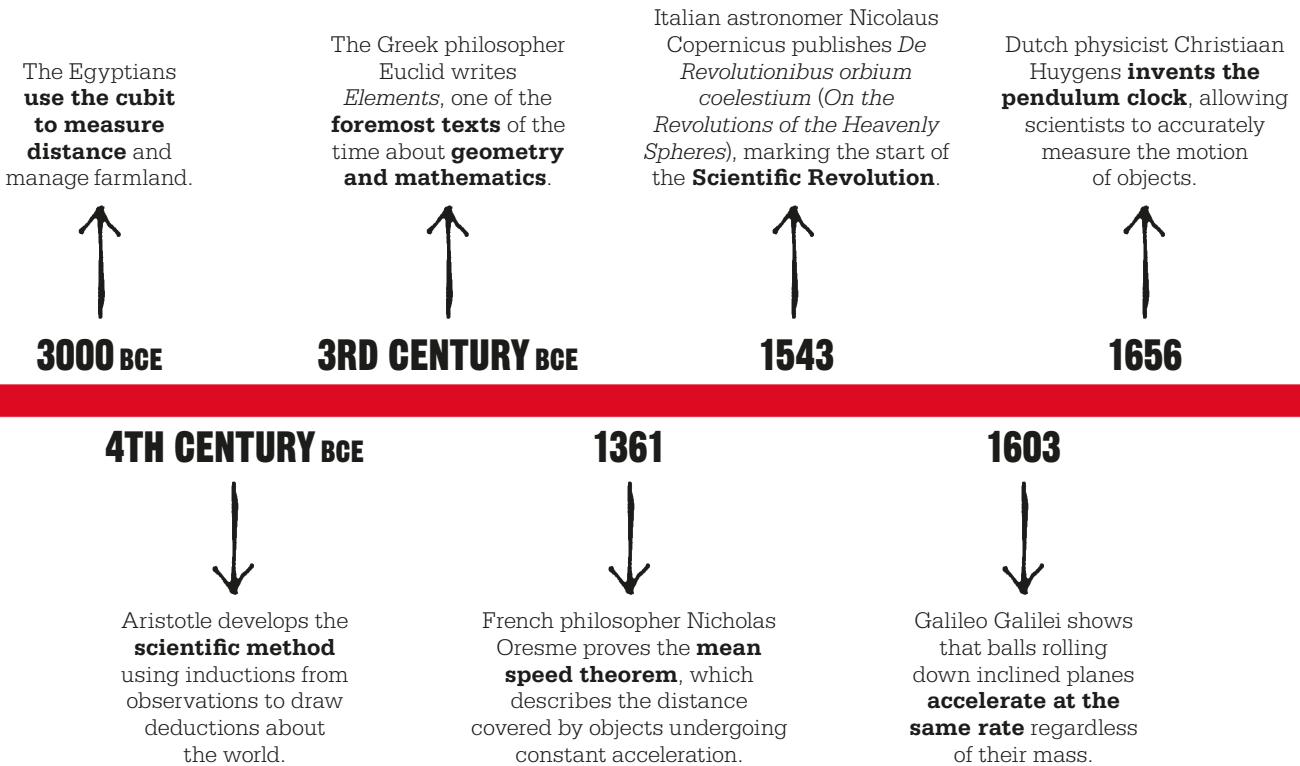 The Egyptians
use the cubit
to measure
distance and
manage farmland.
3000 BCE
Aristotle develops the
scientific method
using inductions from
observations to draw
deductions about
the world.
4TH CENTURY BCE
The Greek philosopher
Euclid writes
Elements, one of the
foremost texts of the
time about geometry
and mathematics.
3RD CENTURY BCE
French philosopher Nicholas
Oresme proves the mean
speed theorem, which
describes the distance
covered by objects undergoing
constant acceleration.
1361
Italian astronomer Nicolaus
Copernicus publishes De
Revolutionibus orbium
coelestium (On the
Revolutions of the Heavenly
Spheres), marking the start of
the Scientific Revolution.
1543
Galileo Galilei shows
that balls rolling
down inclined planes
accelerate at the
same rate regardless
of their mass.
1603
Dutch physicist Christiaan
Huygens invents the
pendulum clock, allowing
scientists to accurately
measure the motion
of objects.
1656